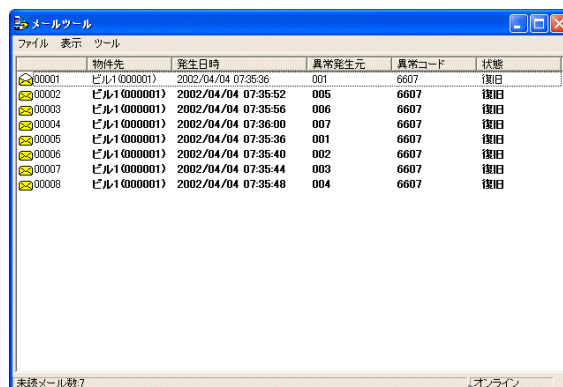 メールツール
ファイル 表示 ツール
物件先 発生日時 異常発生元 異常コード 状態
00001 ビル1(000001) 2002/04/04 07:35:36 001 6607 復旧
00002 ビル1(000001) 2002/04/04 07:35:52 005 6607 復旧
00003 ビル1(000001) 2002/04/04 07:35:56 006 6607 復旧
00004 ビル1(000001) 2002/04/04 07:36:00 007 6607 復旧
00005 ビル1(000001) 2002/04/04 07:35:36 001 6607 復旧
00006 ビル1(000001) 2002/04/04 07:35:40 002 6607 復旧
00007 ビル1(000001) 2002/04/04 07:35:44 003 6607 復旧
00008 ビル1(000001) 2002/04/04 07:35:48 004 6607 復旧
未読メール数:7 オンライン